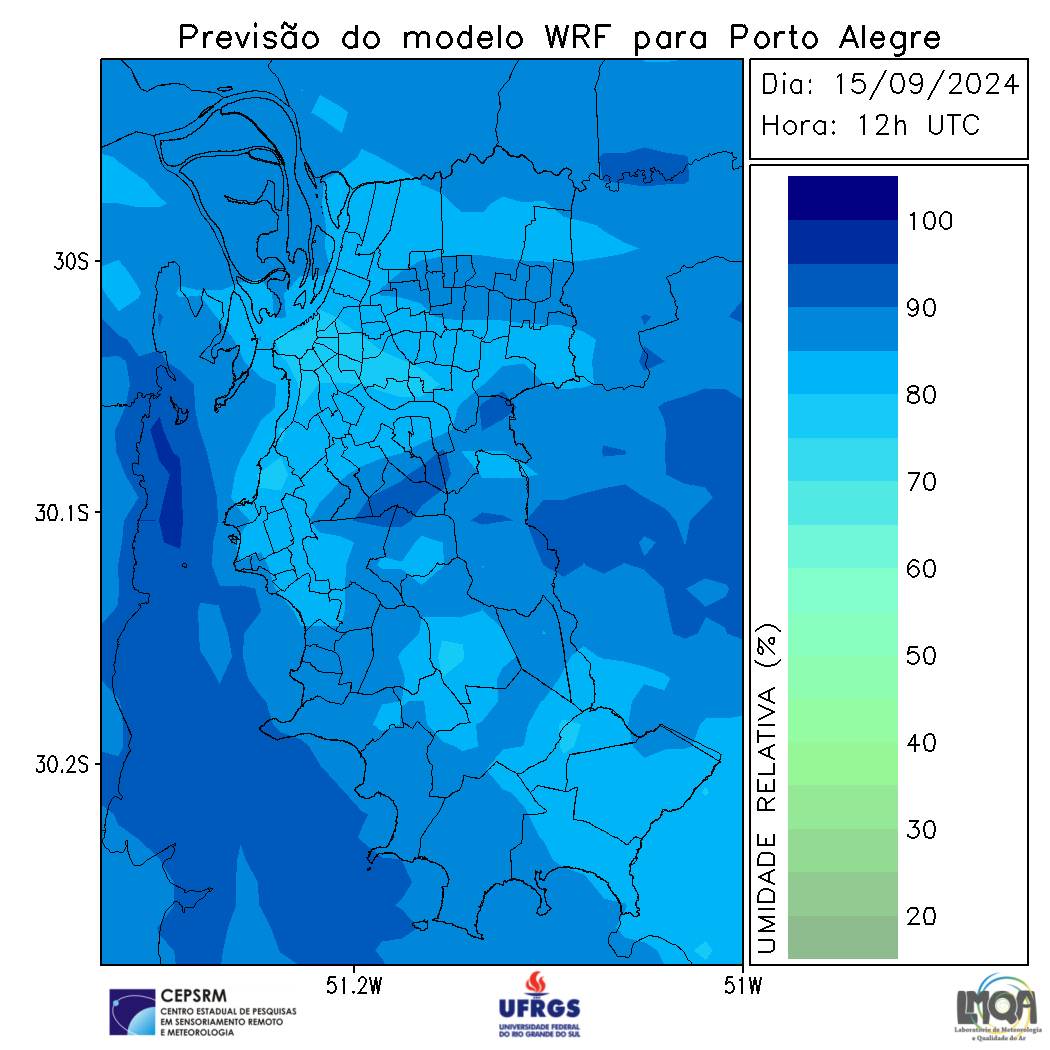 Previsão do modelo WRF para Porto Alegre
Dia: 15/09/2024
Hora: 12h UTC
30S
30.1S
30.2S
51.2W
51W
100
90
80
70
60
50
40
30
20
UMIDADE RELATIVA (%)
CEPSRM
CENTRO ESTADUAL DE PESQUISAS
EM SENSORIAMENTO REMOTO
E METEOROLOGIA
UFRGS
UNIVERSIDADE FEDERAL
DO RIO GRANDE DO SUL
LMQA
Laboratório de Meteorologia
e Qualidade do Ar